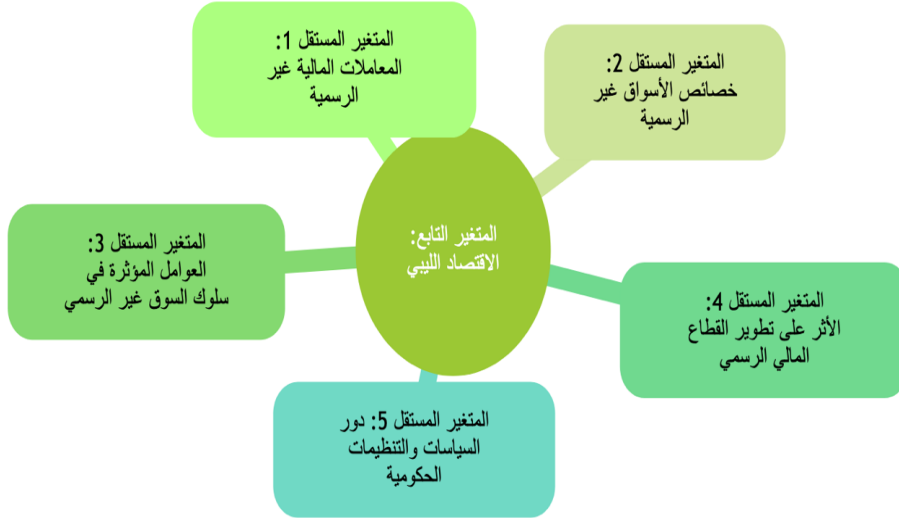 المتغير المستقل 1:
المعاملات المالية غير
الرسمية
المتغير المستقل 2:
خصائص الأسواق غير
الرسمية
المتغير التابع:
الاقتصاد الليبي
المتغير المستقل 3:
العوامل المؤثرة في
سلوك السوق غير الرسمي
المتغير المستقل 4:
الأثر على تطوير القطاع
المالي الرسمي
المتغير المستقل 5: دور
السياسات والتنظيمات
الحكومية